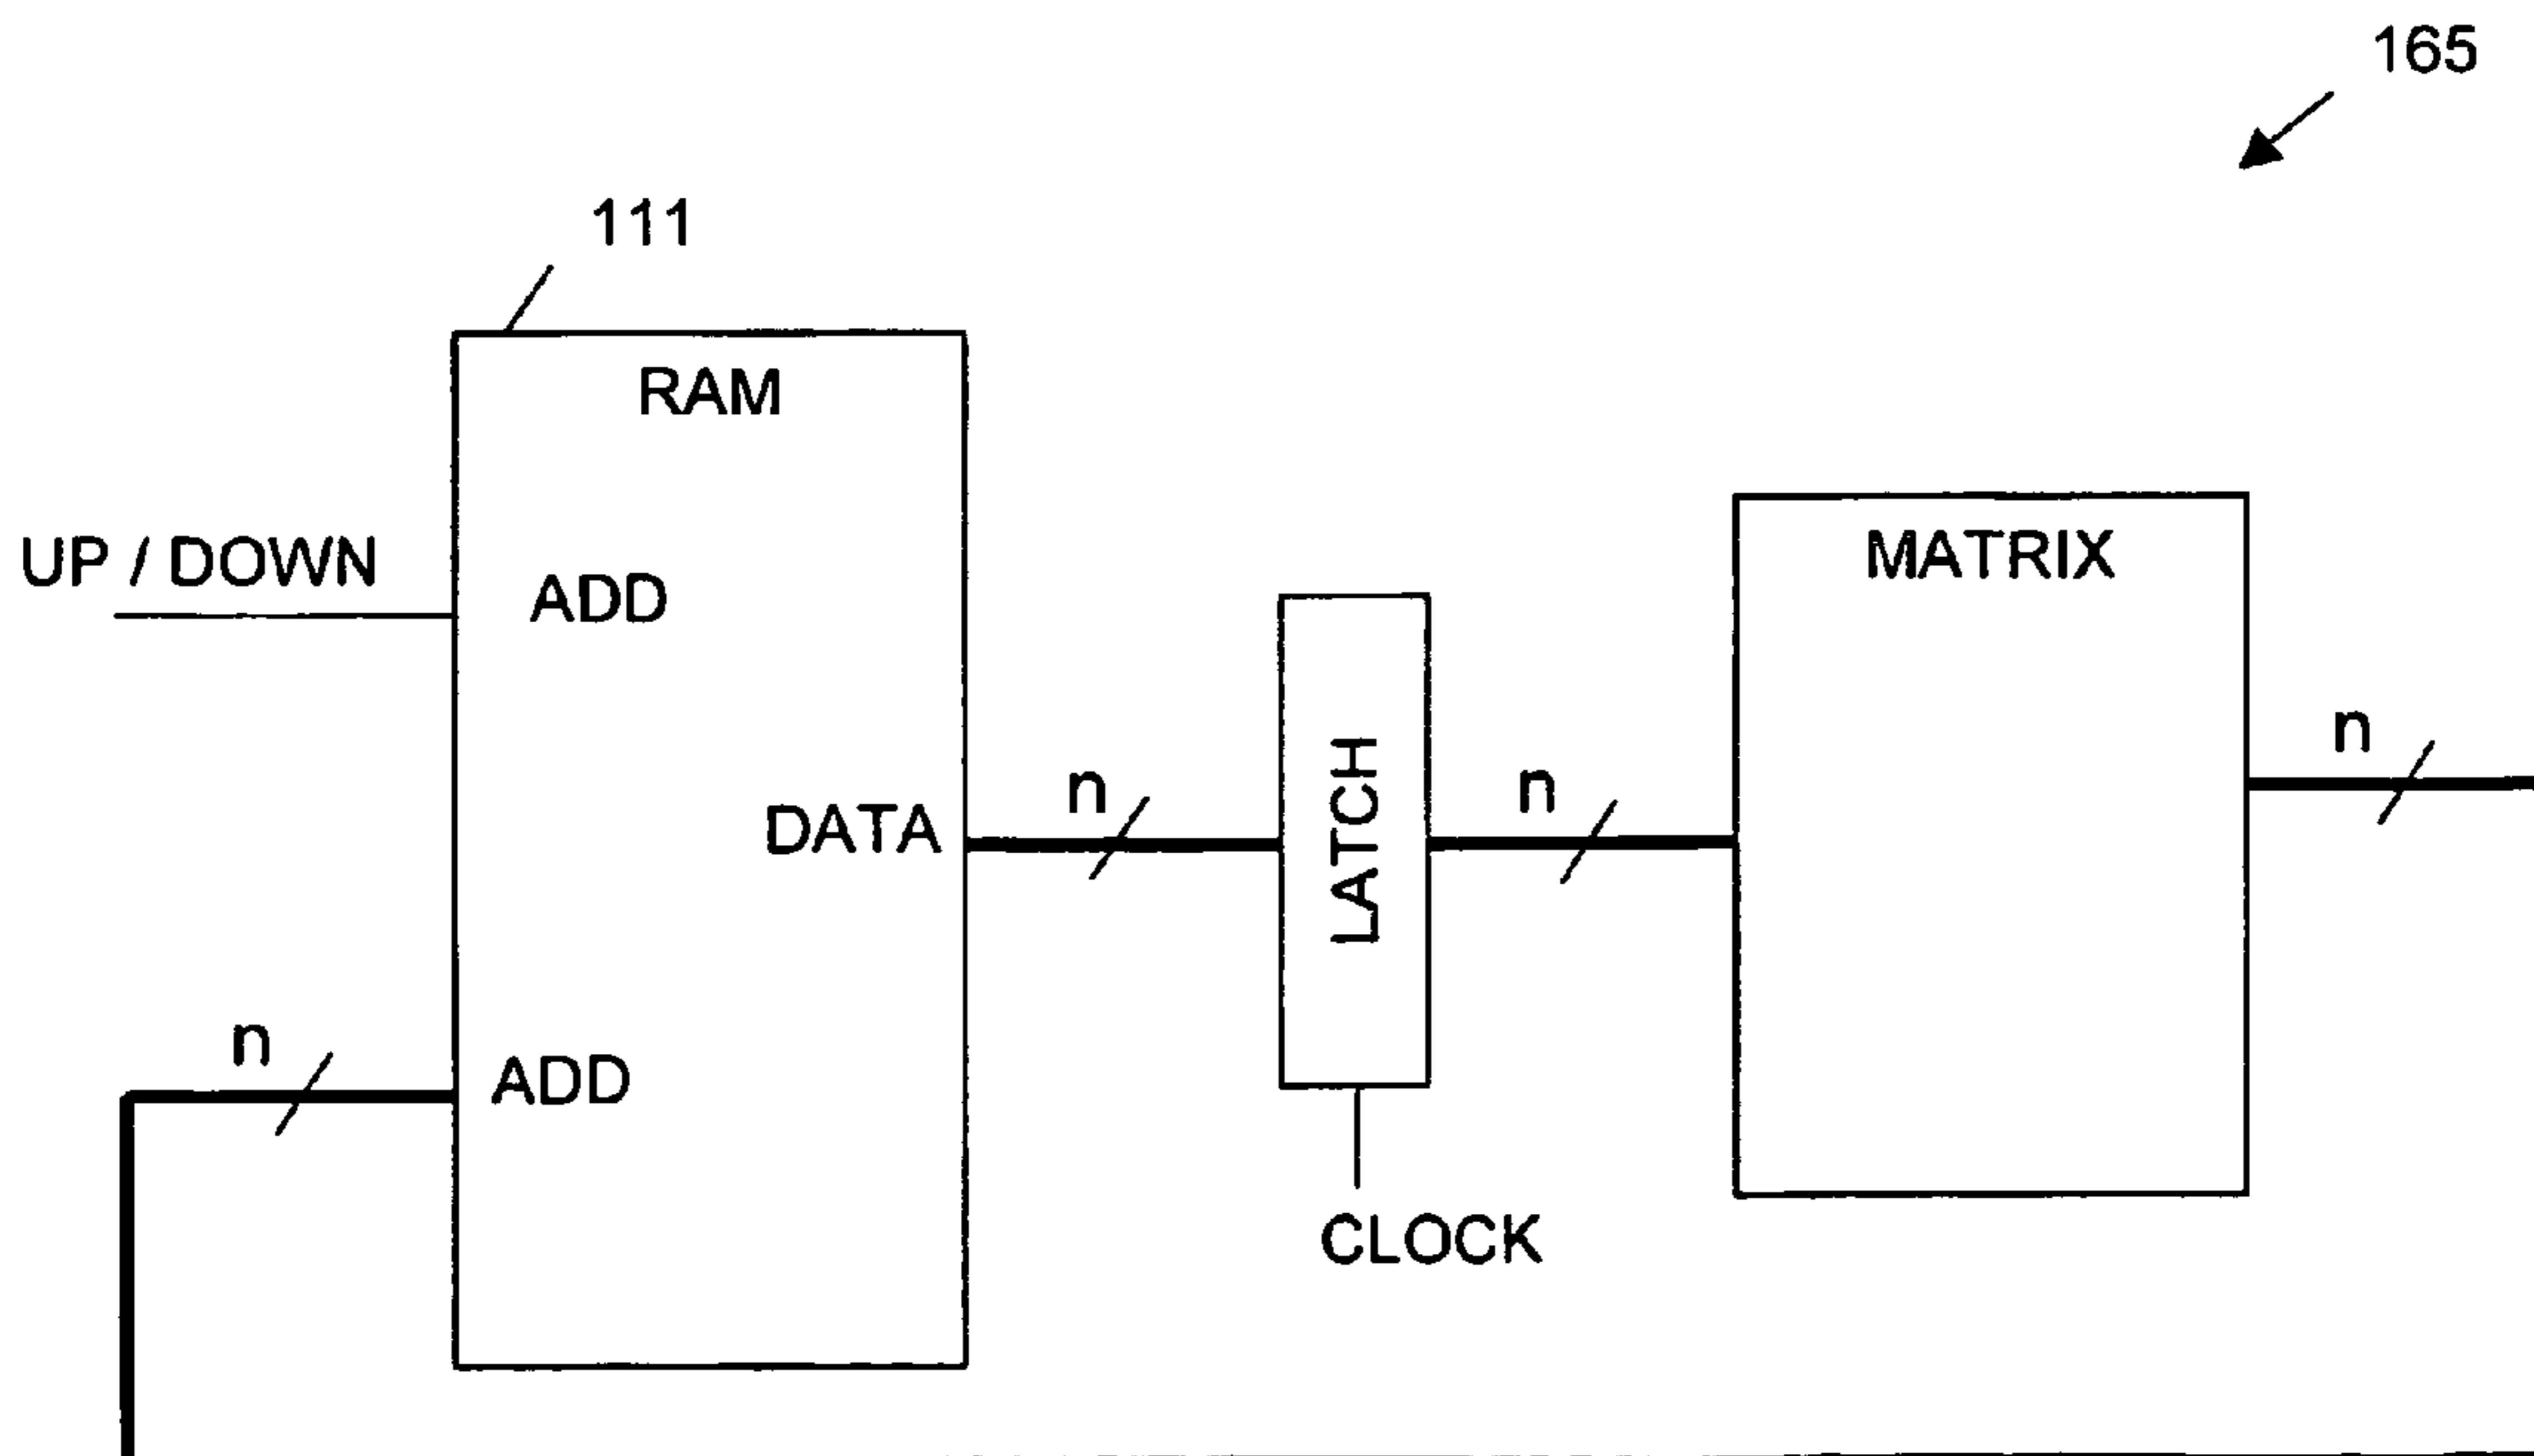 165
111
RAM
UP / DOWN
ADD
MATRIX
n
DATA
n
LATCH
n
n
ADD
CLOCK